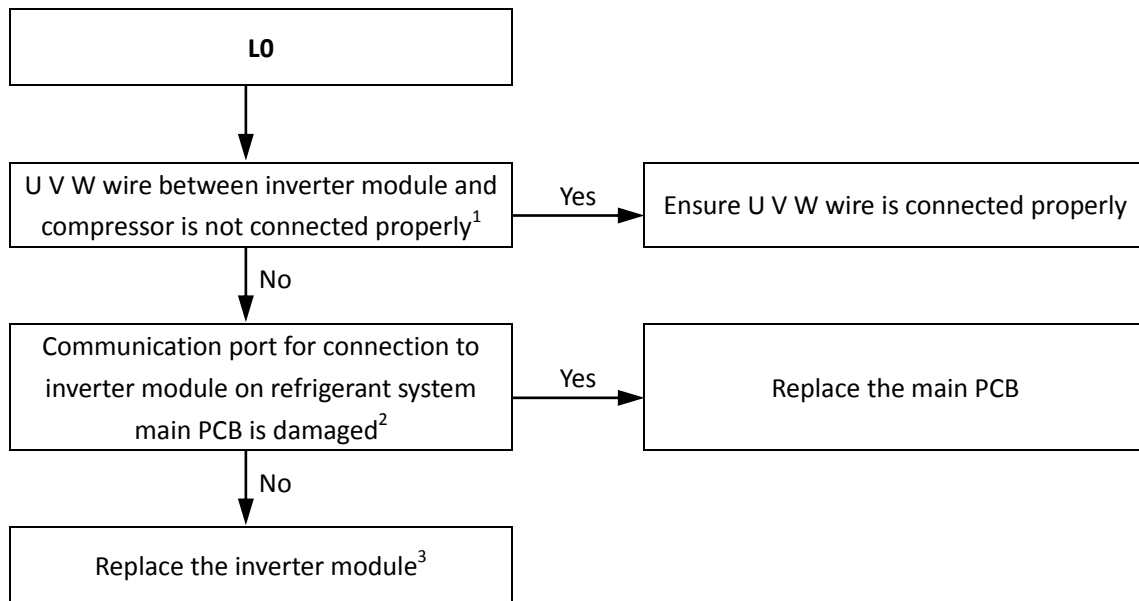 L0
U V W wire between inverter module and
compressor is not connected properly¹
Yes
Ensure U V W wire is connected properly
No
Communication port for connection to
inverter module on refrigerant system
main PCB is damaged²
Yes
Replace the main PCB
No
Replace the inverter module³